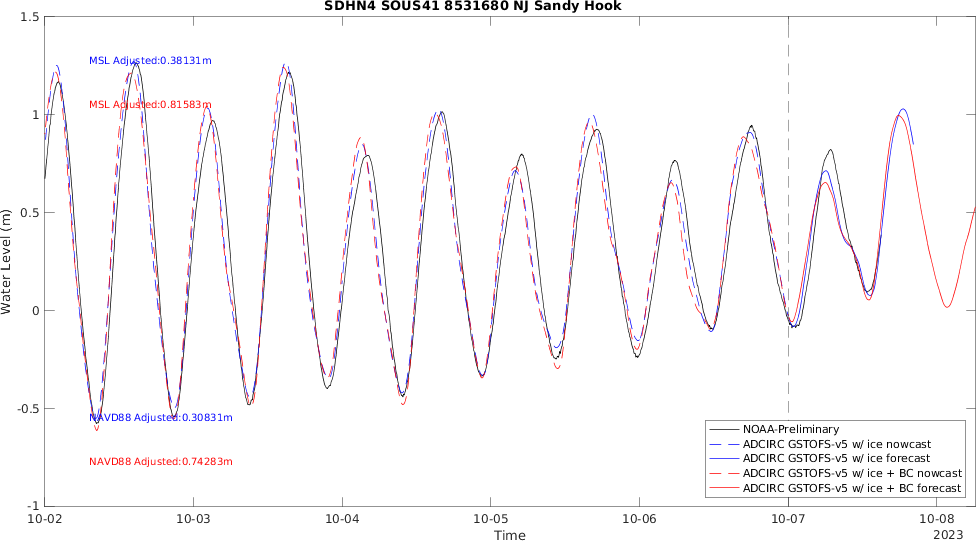 SDHN4 SOUS41 8531680 NJ Sandy Hook
Water Level (m)
1.5
1
0.5
0
-0.5
-1
MSL Adjusted:0.38131m
MSL Adjusted:0.81583m
NAVD88 Adjusted:0.30831m
NAVD88 Adjusted:0.74283m
NOAA-Preliminary
ADCIRC GSTOFS-v5 w/ ice nowcast
ADCIRC GSTOFS-v5 w/ ice forecast
ADCIRC GSTOFS-v5 w/ ice + BC nowcast
ADCIRC GSTOFS-v5 w/ ice + BC forecast
10-02 10-03 10-04 10-05 10-06 10-07 10-08
Time
2023